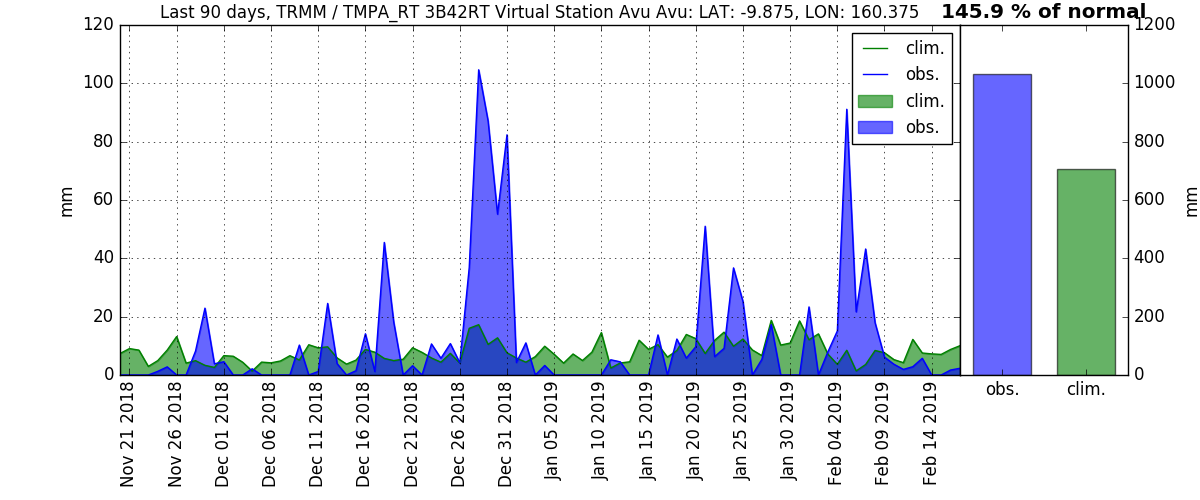 Last 90 days, TRMM / TMPA_RT 3B42RT Virtual Station Avu Avu: LAT: -9.875, LON: 160.375
145.9 % of normal
120
100
80
60
40
20
0
mm
clim.
obs.
clim.
obs.
1200
1000
800
600
400
200
0
mm
Nov 21 2018
Nov 26 2018
Dec 01 2018
Dec 06 2018
Dec 11 2018
Dec 16 2018
Dec 21 2018
Dec 26 2018
Dec 31 2018
Jan 05 2019
Jan 10 2019
Jan 15 2019
Jan 20 2019
Jan 25 2019
Jan 30 2019
Feb 04 2019
Feb 09 2019
Feb 14 2019
obs.
clim.